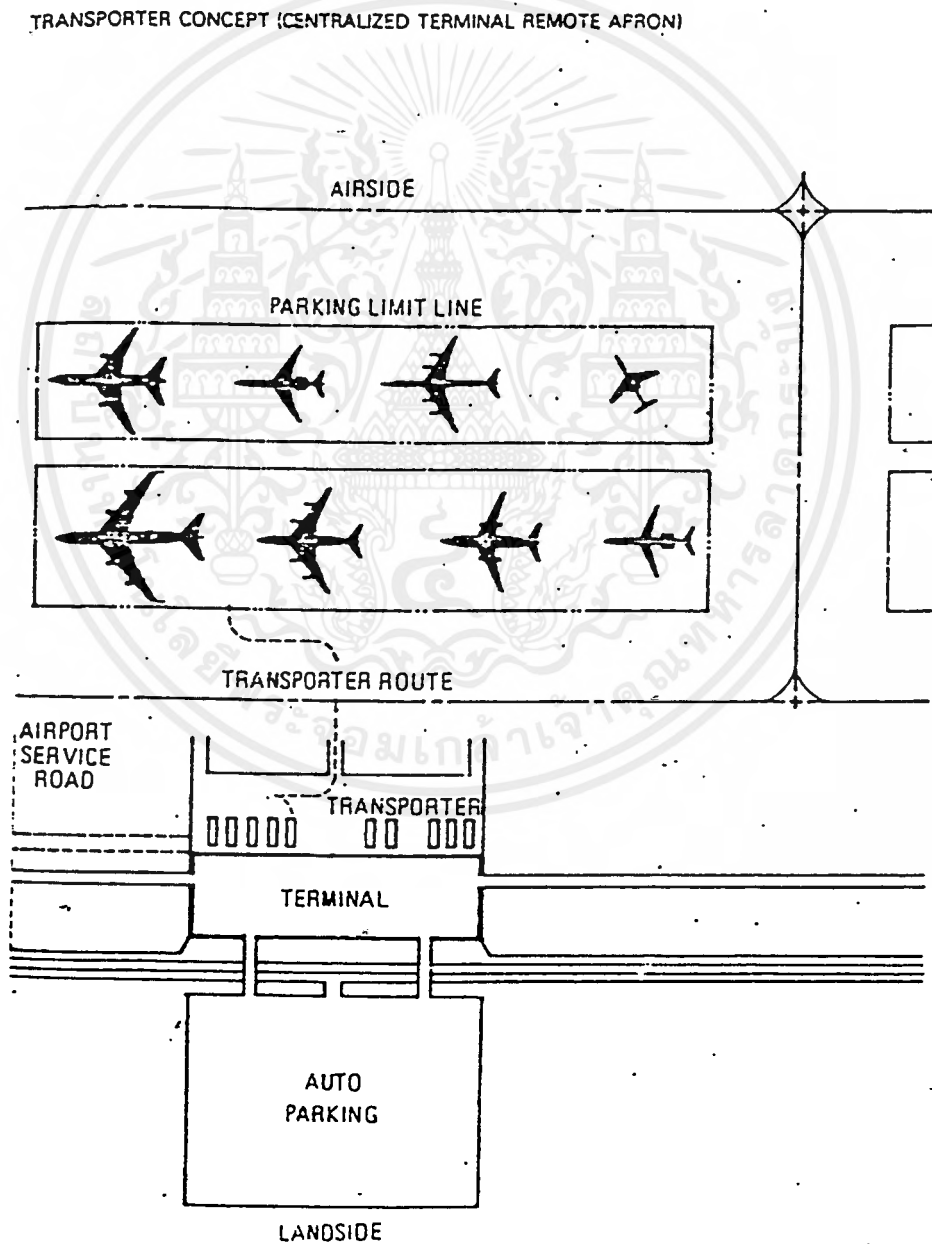 TRANSPORTER CONCEPT (CENTRALIZED TERMINAL REMOTE AFRON)
AIRSIDE
PARKING LIMIT LINE
TRANSPORTER ROUTE
AIRPORT
SERVICE
ROAD
TRANSPORTER
TERMINAL
AUTO
PARKING
LANDSIDE